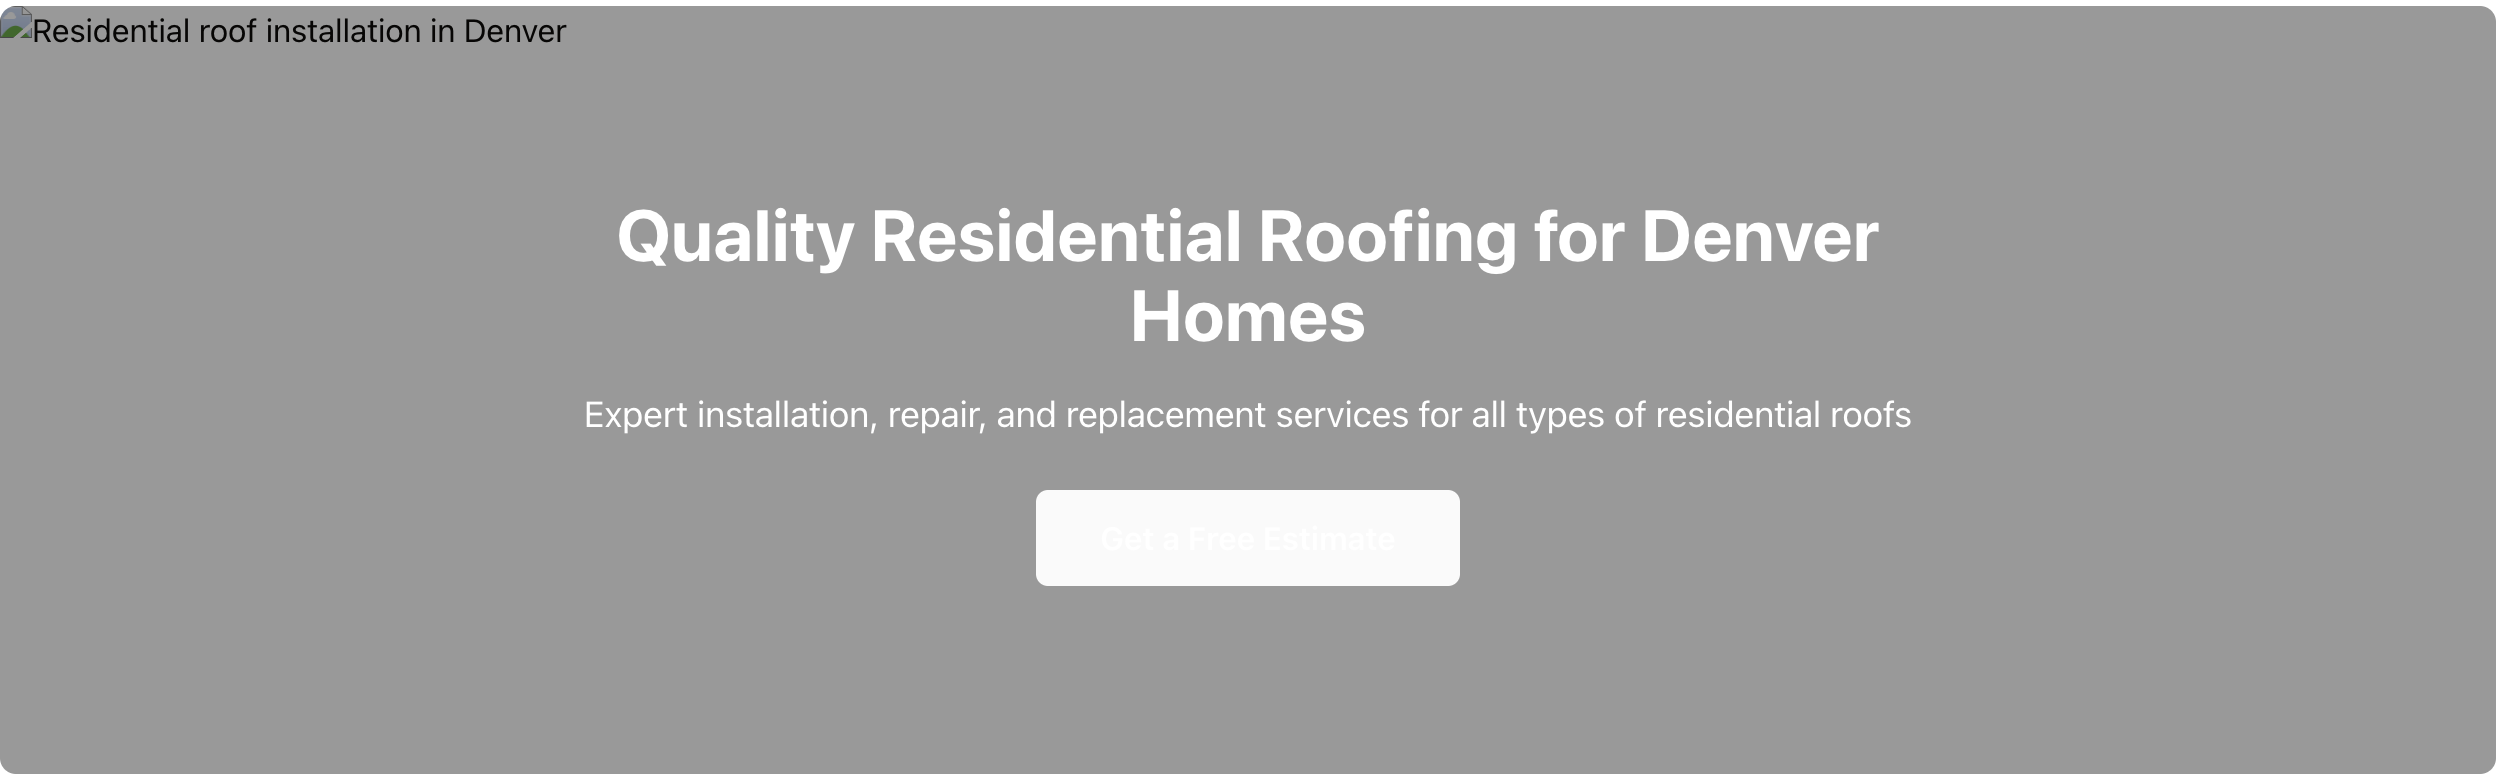 Residential roof installation in Denver
Quality Residential Roofing for Denver
Homes
Expert installation, repair, and replacement services for all types of residential roofs
Get a Free Estimate